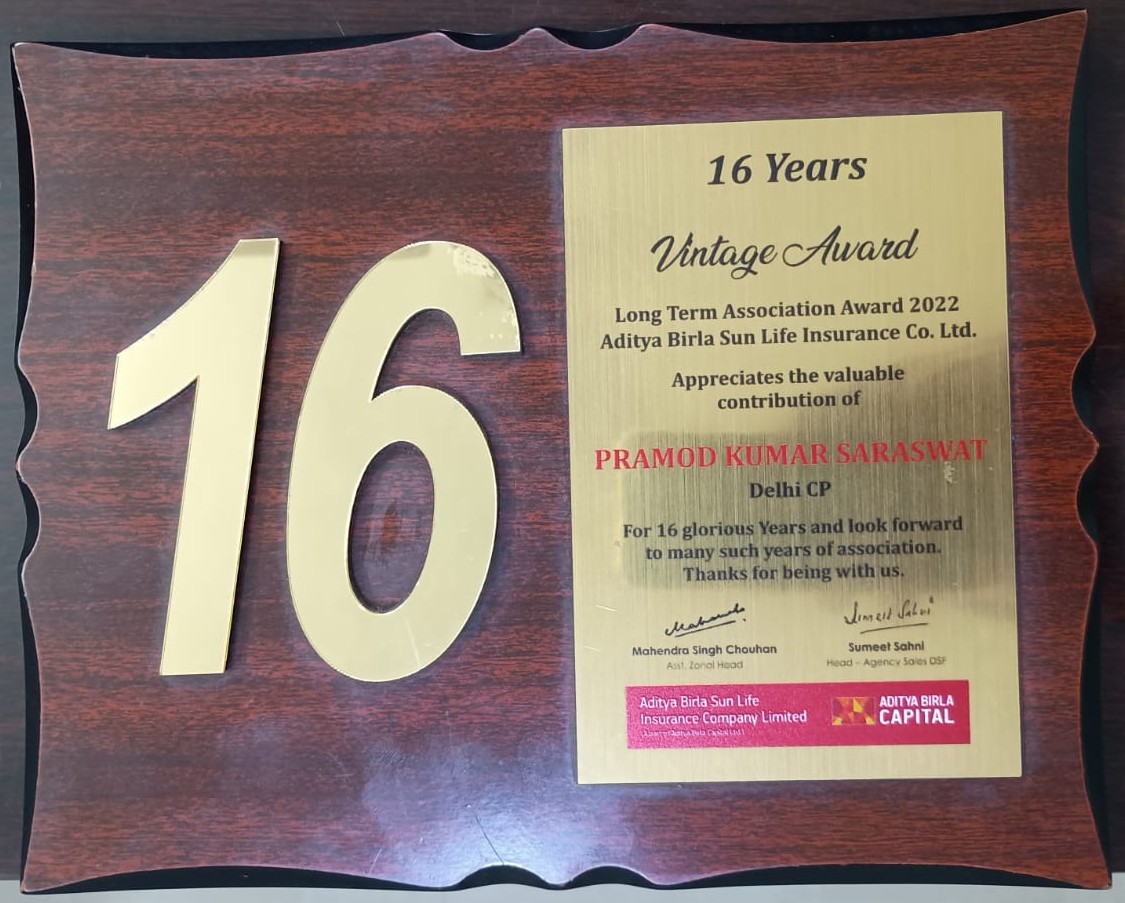 16
16 Years
Vintage Award
Long Term Association Award 2022
Aditya Birla Sun Life Insurance Co. Ltd.
Appreciates the valuable
contribution of
PRAMOD KUMAR SARASWAT
Delhi CP
For 16 glorious Years and look forward
to many such years of association.
Thanks for being with us.
Sumeet Sahni
Mahendra Singh Chouhan
Asst. Zonal Head
Sumeet Sahni
Head - Agency Sales DSF
Aditya Birla Sun Life
Insurance Company Limited
ADITYA BIRLA
CAPITAL